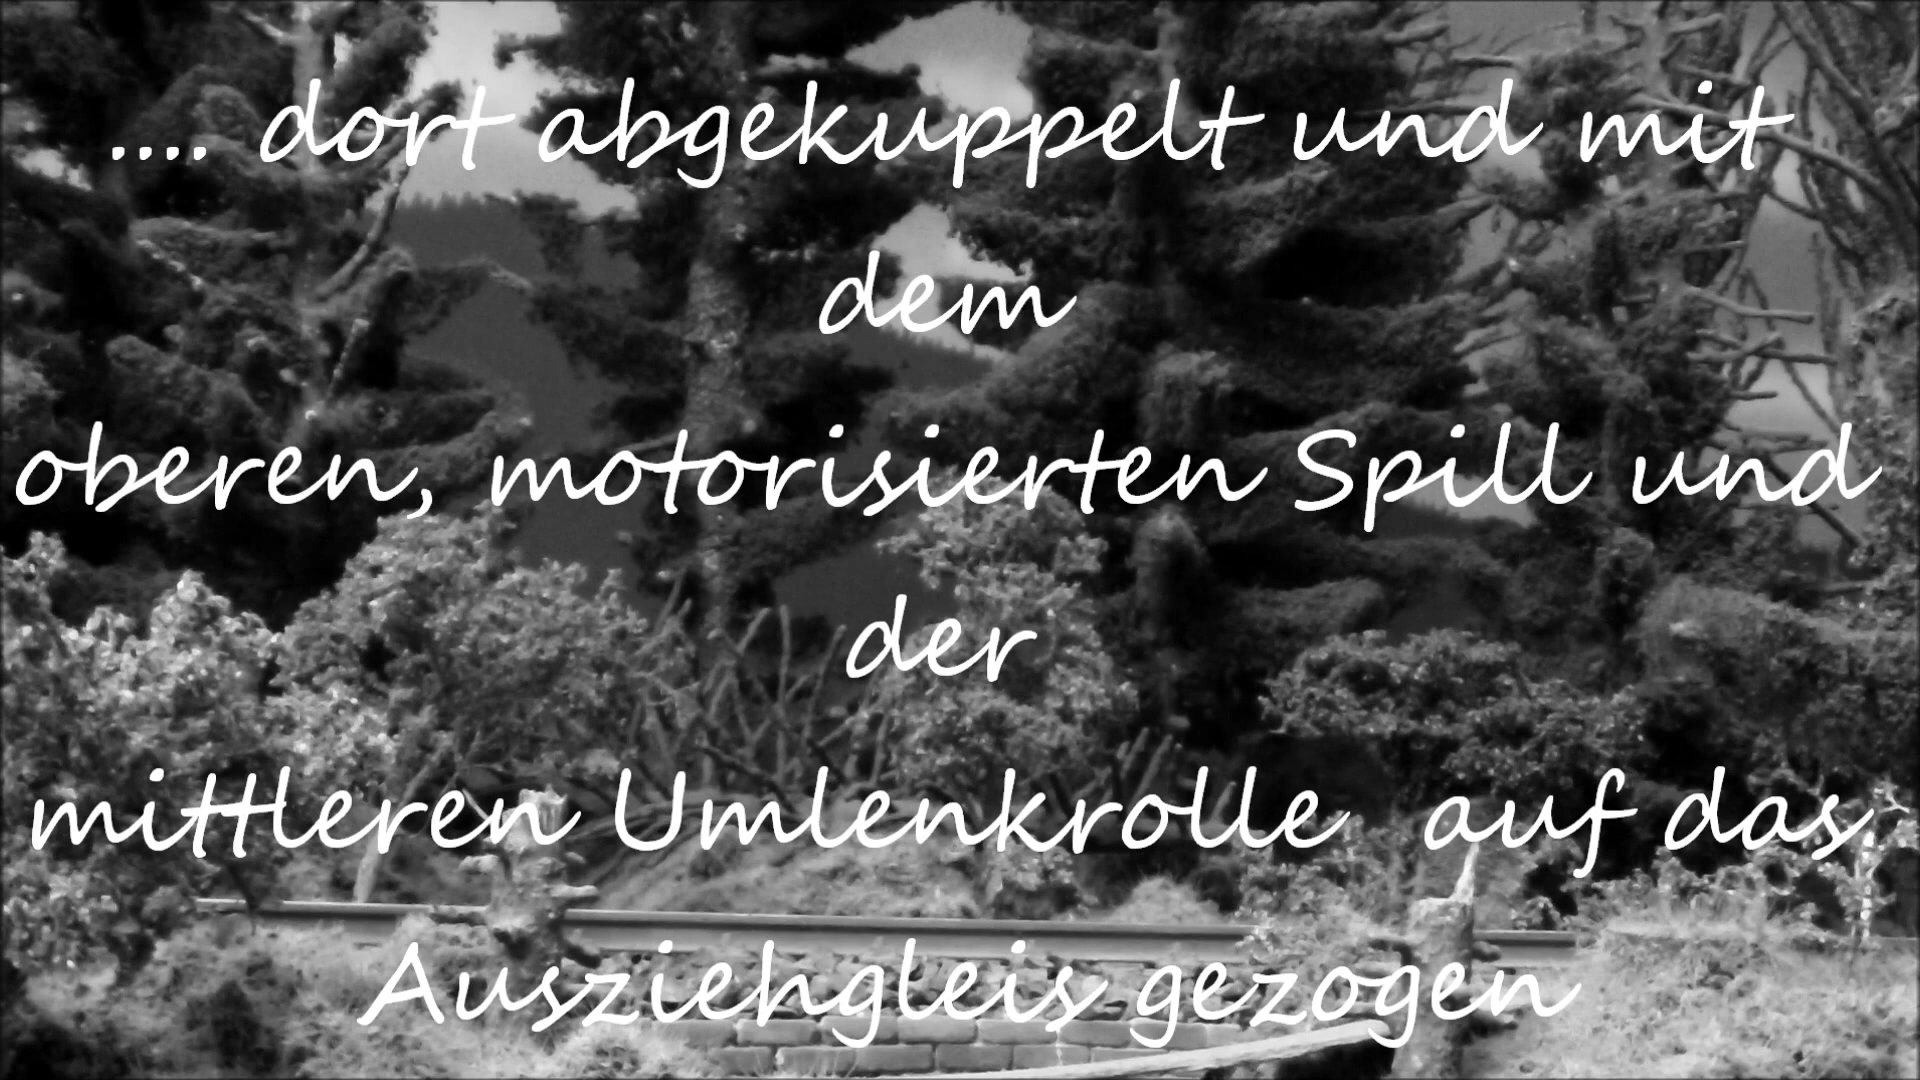 .... dort abgekuppelt und mit
dem
oberen, motorisierten Spill und
der
mittleren Umlenkrolle auf das
Ausziehgleis gezogen